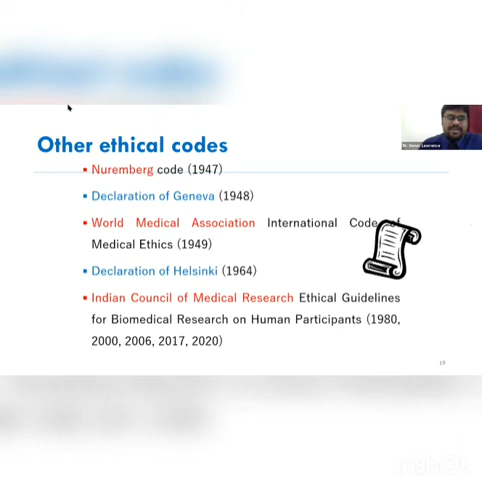 Other ethical codes
▪ Nuremberg code (1947)
▪ Declaration of Geneva (1948)
▪ World Medical Association International Code of
Medical Ethics (1949)
▪ Declaration of Helsinki (1964)
▪ Indian Council of Medical Research Ethical Guidelines
for Biomedical Research on Human Participants (1980,
2000, 2006, 2017, 2020)
19